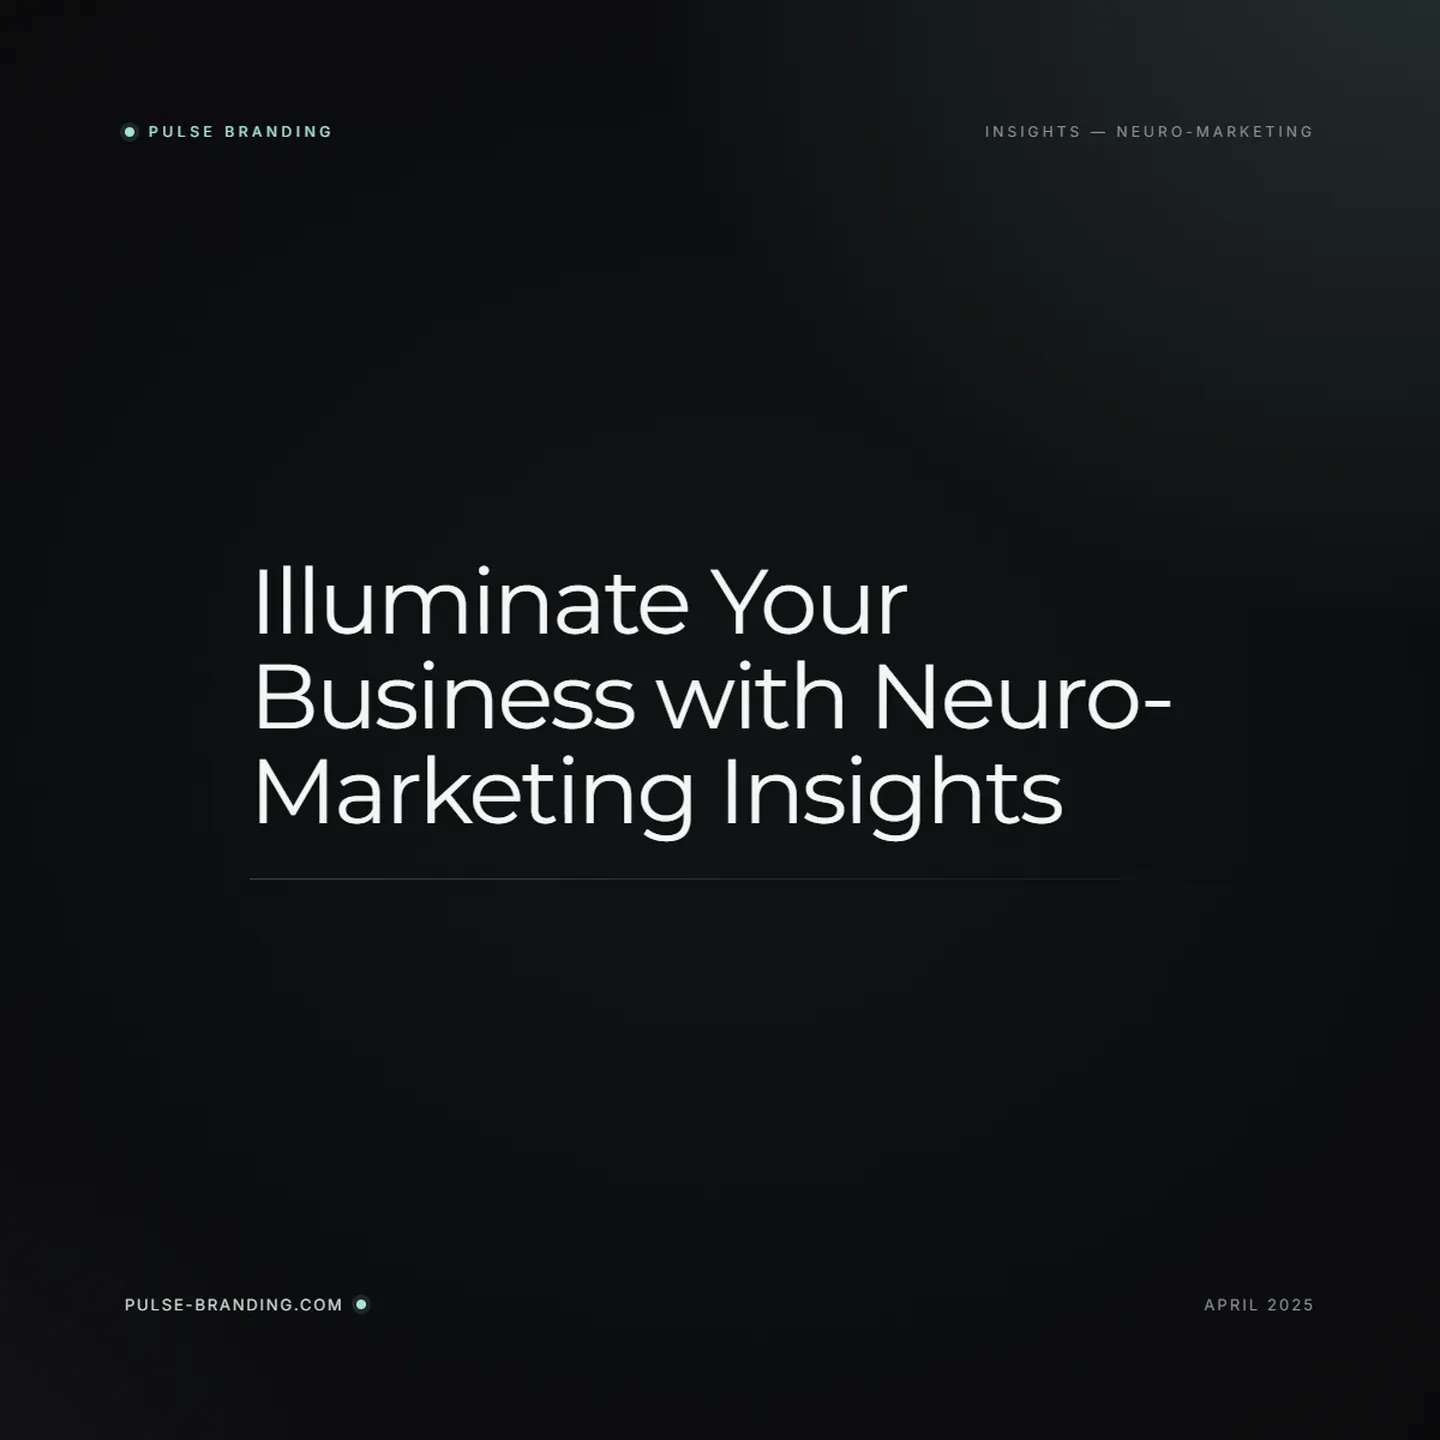 PULSE BRANDING
INSIGHTS — NEURO-MARKETING
Illuminate Your
Business with Neuro-
Marketing Insights
PULSE-BRANDING.COM
APRIL 2025